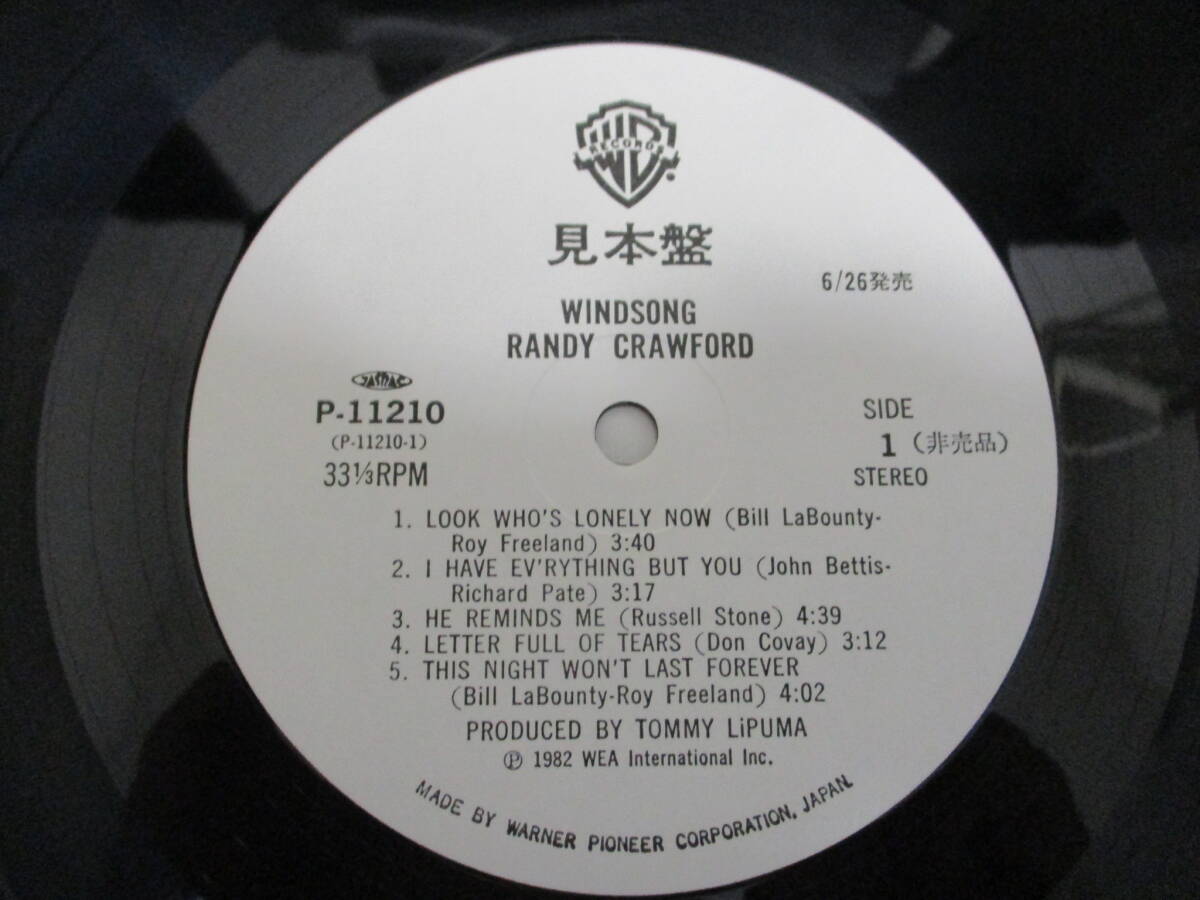 RECORDS
見本盤
6/26発売
WINDSONG
RANDY CRAWFORD
JASRAC
P-11210
(P-11210-1)
33⅓RPM
SIDE
1 (非売品)
STEREO
1. LOOK WHO'S LONELY NOW (Bill LaBounty-
Roy Freeland) 3:40
2. I HAVE EV'RYTHING BUT YOU (John Bettis-
Richard Pate) 3:17
3. HE REMINDS ME (Russell Stone) 4:39
4. LETTER FULL OF TEARS (Don Covay) 3:12
5. THIS NIGHT WON'T LAST FOREVER
(Bill LaBounty-Roy Freeland) 4:02
PRODUCED BY TOMMY LiPUMA
℗ 1982 WEA International Inc.
MADE BY WARNER PIONEER CORPORATION, JAPAN.